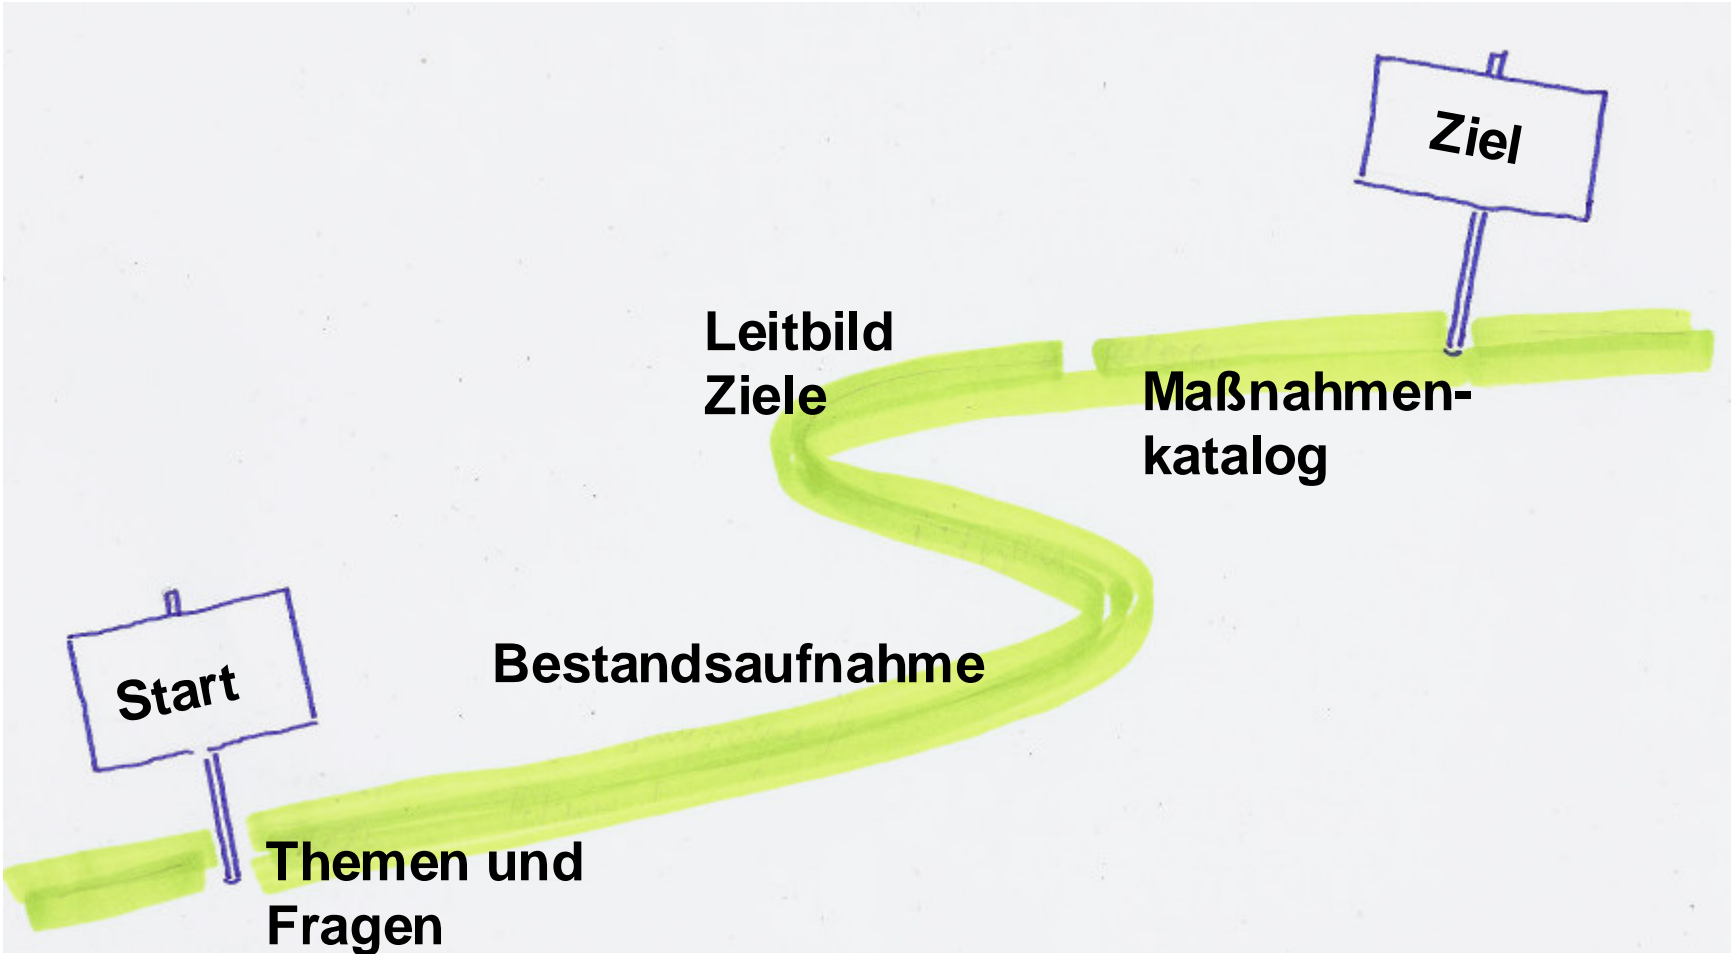 Ziel
Leitbild
Ziele
Maßnahmen-
katalog
Bestandsaufnahme
Start
Themen und
Fragen